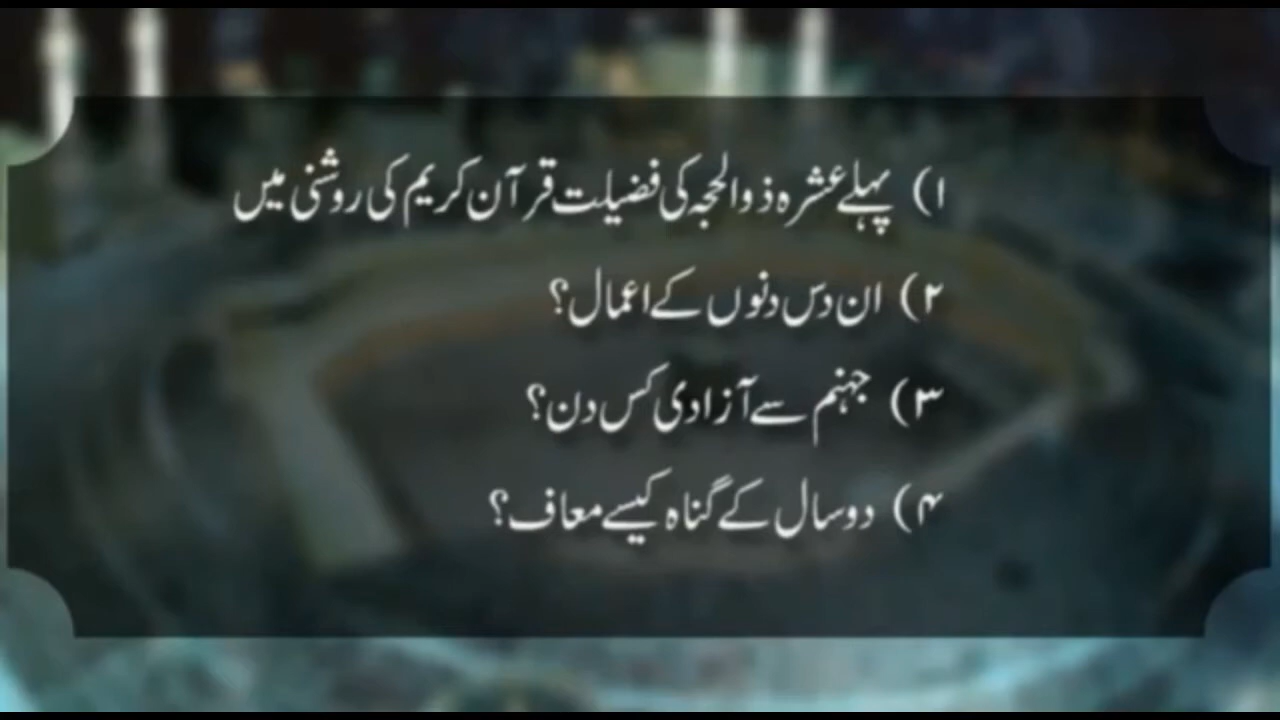 ۱) پہلے عشرہ ذوالحجہ کی فضیلت قرآن کریم کی روشنی میں
۲) ان دس دنوں کے اعمال؟
۳) جہنم سے آزادی کس دن؟
۴) دو سال کے گناہ کیسے معاف؟